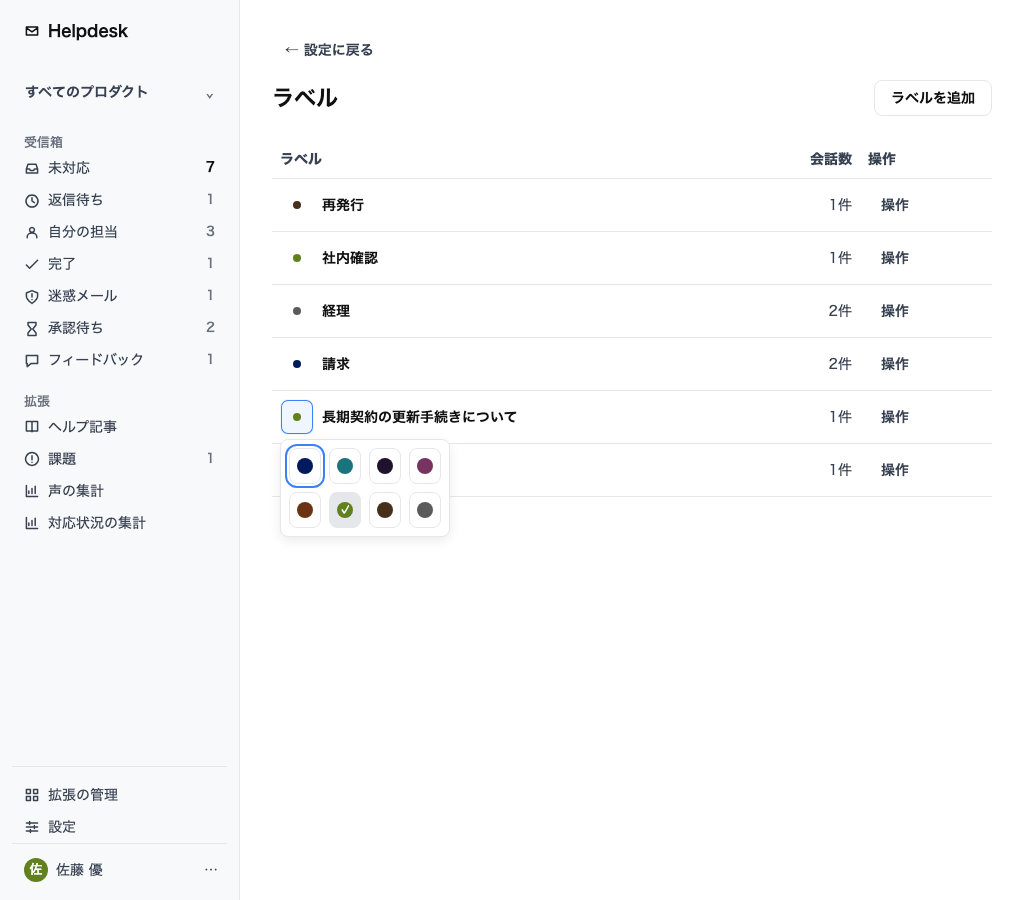 Helpdesk
すべてのプロダクト
受信箱
未対応 7
返信待ち 1
自分の担当 3
完了 1
迷惑メール 1
承認待ち 2
フィードバック 1
拡張
ヘルプ記事
課題 1
声の集計
対応状況の集計
拡張の管理
設定
佐 佐藤 優 …
← 設定に戻る
ラベル
ラベルを追加
ラベル 会話数 操作
再発行 1件 操作
社内確認 1件 操作
経理 2件 操作
請求 2件 操作
長期契約の更新手続きについて 1件 操作
1件 操作